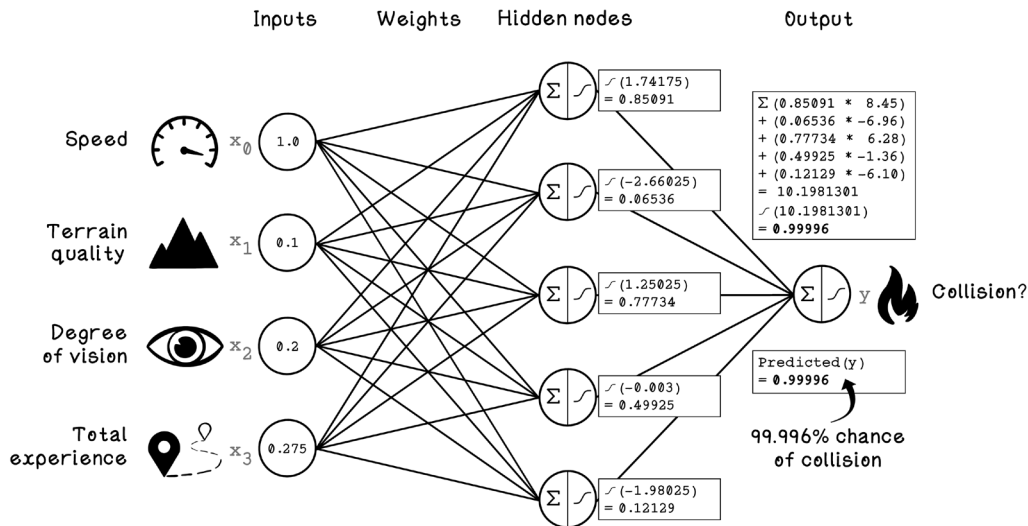 Inputs
Weights
Hidden nodes
Output
Speed
x0
1.0
Terrain
quality
x1
0.1
Degree
of vision
x2
0.2
Total
experience
x3
0.275
Σ
∫(1.74175)
= 0.85091
Σ
∫(-2.66025)
= 0.06536
Σ
∫(1.25025)
= 0.77734
Σ
∫(-0.003)
= 0.49925
Σ
∫(-1.98025)
= 0.12129
Σ(0.85091 * 8.45)
+ (0.06536 * -6.96)
+ (0.77734 * 6.28)
+ (0.49925 * -1.36)
+ (0.12129 * -6.10)
= 10.1981301
∫(10.1981301)
= 0.99996
Σ
y
Collision?
Predicted(y)
= 0.99996
99.996% chance
of collision